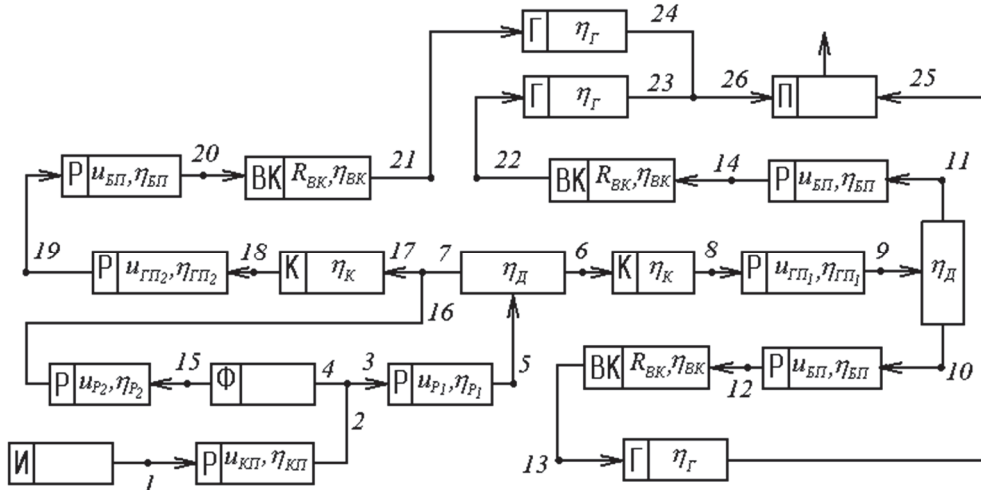 24
Г η_Г
23 26 25
Г η_Г П
20 21 22 14 11
Р u_БП, η_БП ВК R_ВК, η_ВК ВК R_ВК, η_ВК Р u_БП, η_БП
19 18 17 7 6 8 9
Р u_ГП₂, η_ГП₂ К η_К η_Д К η_К Р u_ГП₁, η_ГП₁ η_Д
16
15 4 3 5 12 10
Р u_Р₂, η_Р₂ Ф Р u_Р₁, η_Р₁ ВК R_ВК, η_ВК Р u_БП, η_БП
2
И 1 Р u_КП, η_КП 13 Г η_Г